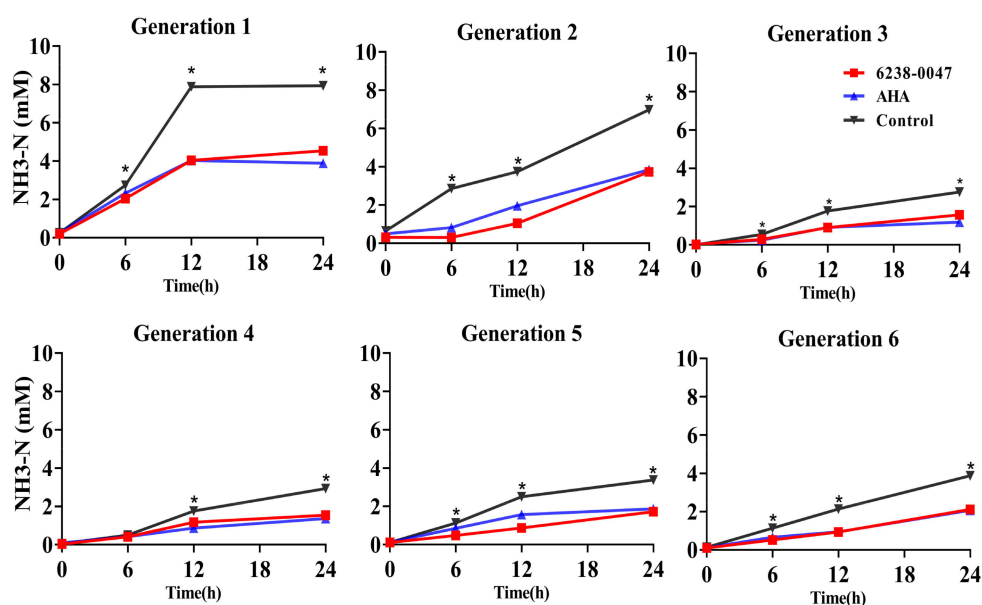 Generation 1
NH3-N (mM)
10
8
6
4
2
0
*
*
*
0 6 12 18 24
Time(h)
Generation 2
10
8
6
4
2
0
*
*
*
0 6 12 18 24
Time(h)
Generation 3
10
8
6
4
2
0
6238-0047
AHA
Control
*
*
*
0 6 12 18 24
Time(h)
Generation 4
NH3-N (mM)
10
8
6
4
2
0
*
*
0 6 12 18 24
Time(h)
Generation 5
10
8
6
4
2
0
*
*
*
0 6 12 18 24
Time(h)
Generation 6
10
8
6
4
2
0
*
*
*
0 6 12 18 24
Time(h)